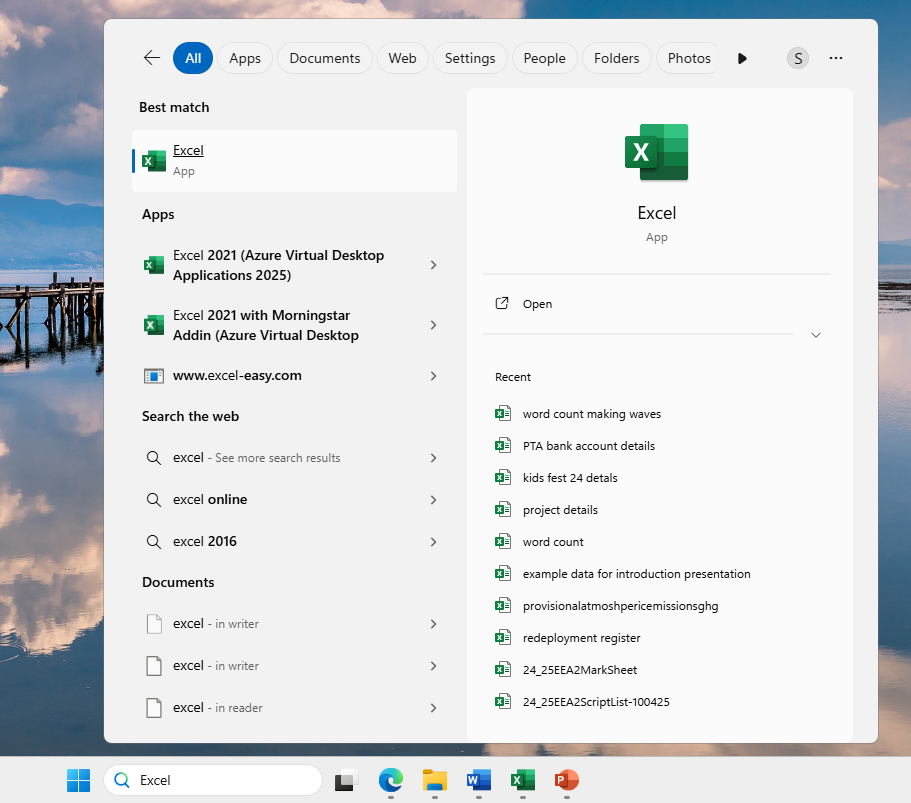 All
Apps
Documents
Web
Settings
People
Folders
Photos
S
Best match
Excel
App
Apps
Excel 2021 (Azure Virtual Desktop
Applications 2025)
Excel 2021 with Morningstar
Addin (Azure Virtual Desktop
www.excel-easy.com
Search the web
excel - See more search results
excel online
excel 2016
Documents
excel - in writer
excel - in writer
excel - in reader
X
Excel
App
Open
Recent
word count making waves
PTA bank account details
kids fest 24 detals
project details
word count
example data for introduction presentation
provisionalatmoshpericemissionsghg
redeployment register
24_25EEA2MarkSheet
24_25EEA2ScriptList-100425
Excel
W
X
P